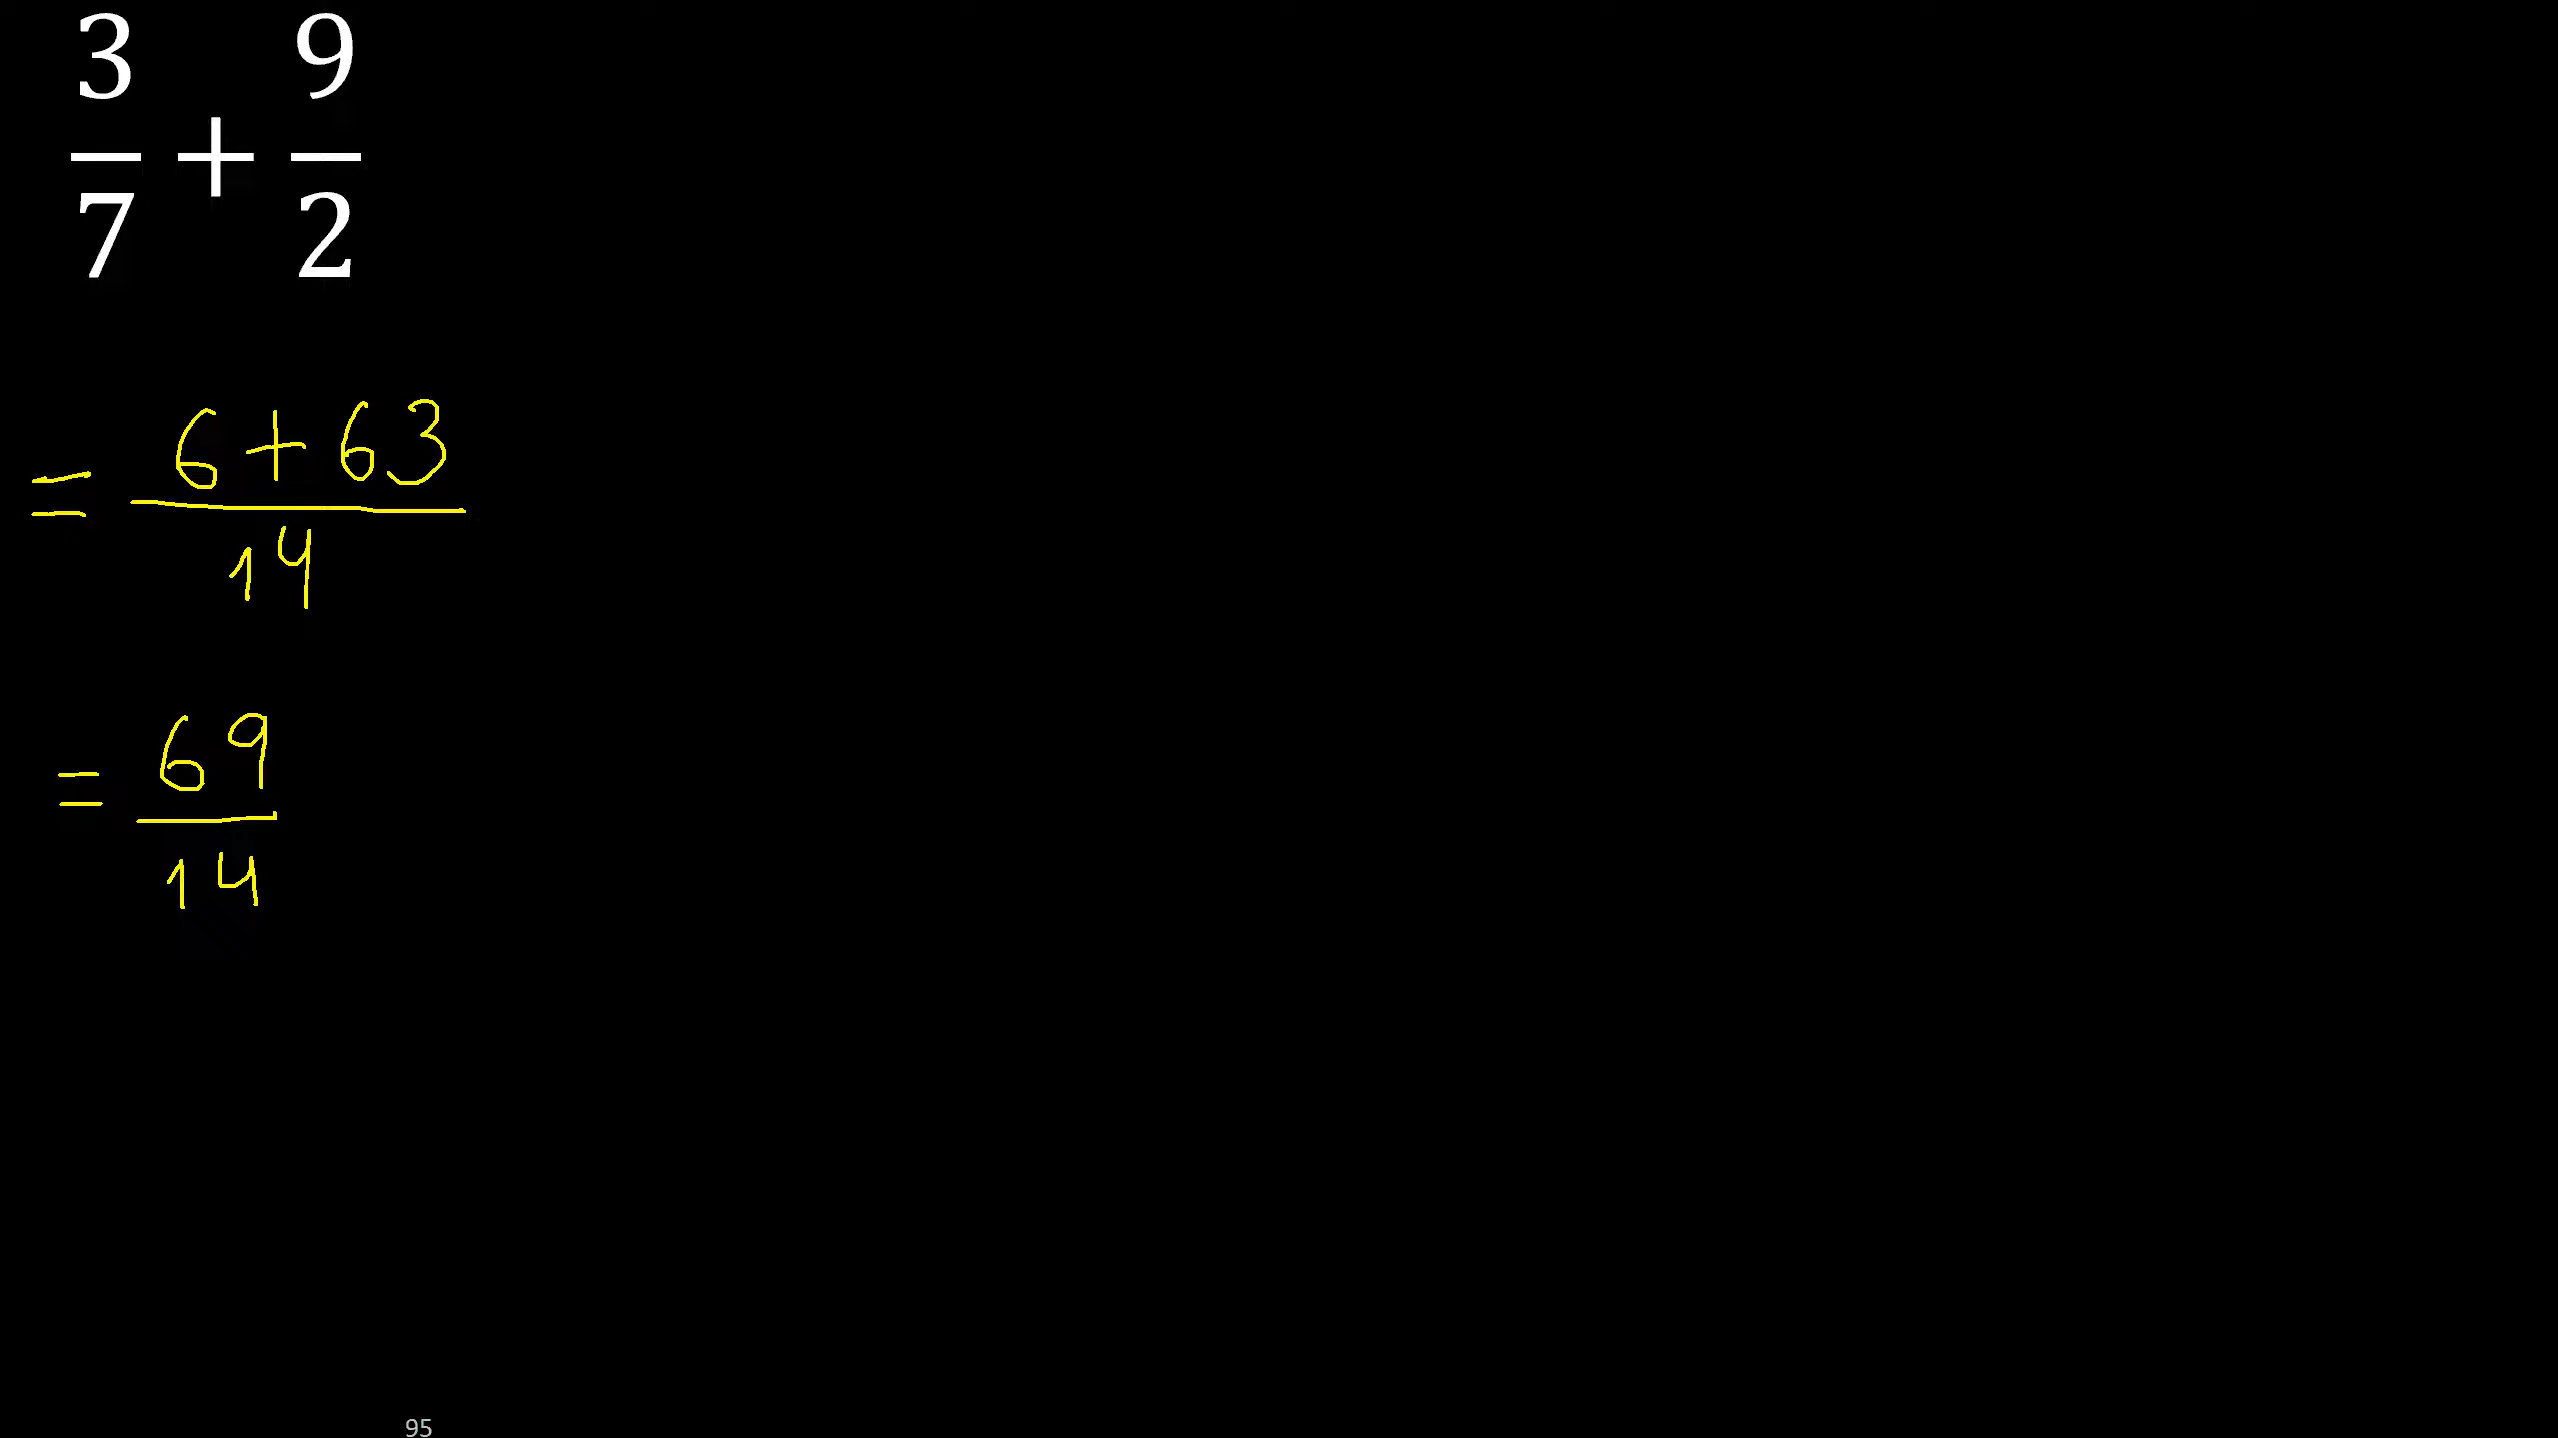 3/7 + 9/2
= (6 + 63)/14
= 69/14
95